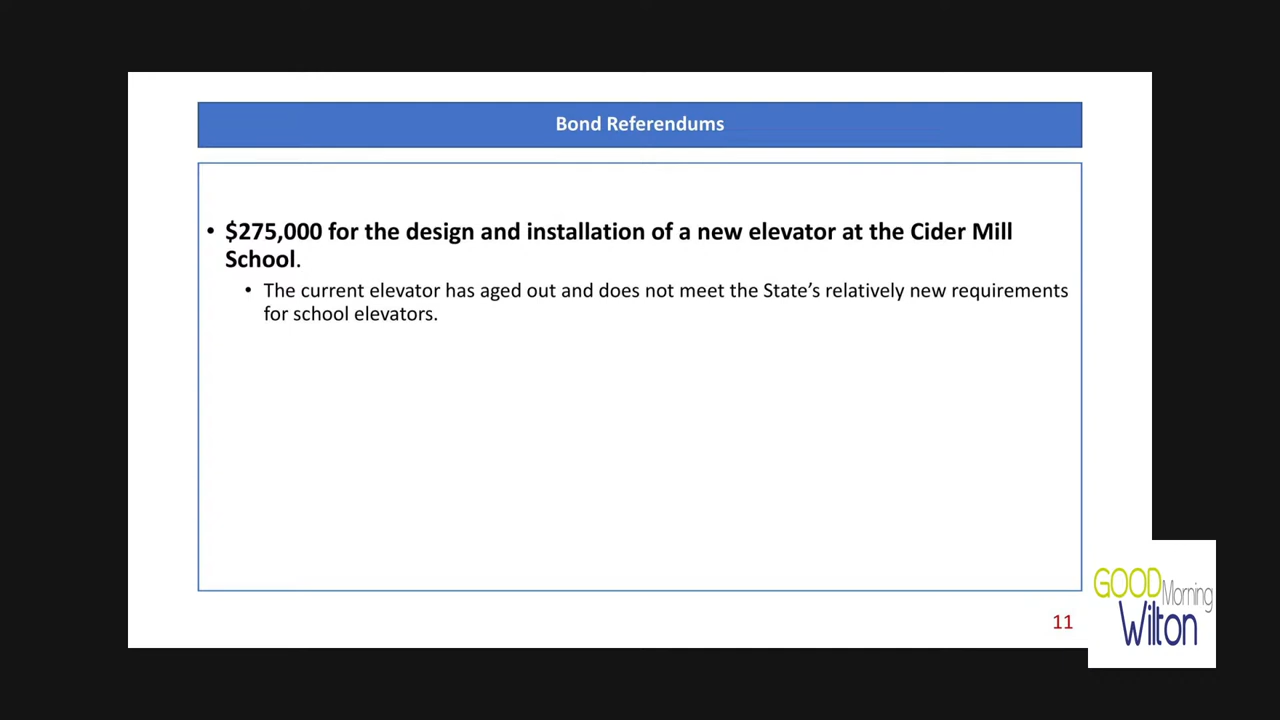 Bond Referendums
• $275,000 for the design and installation of a new elevator at the Cider Mill
School.
• The current elevator has aged out and does not meet the State’s relatively new requirements
for school elevators.
11
GOOD Morning
Wilton